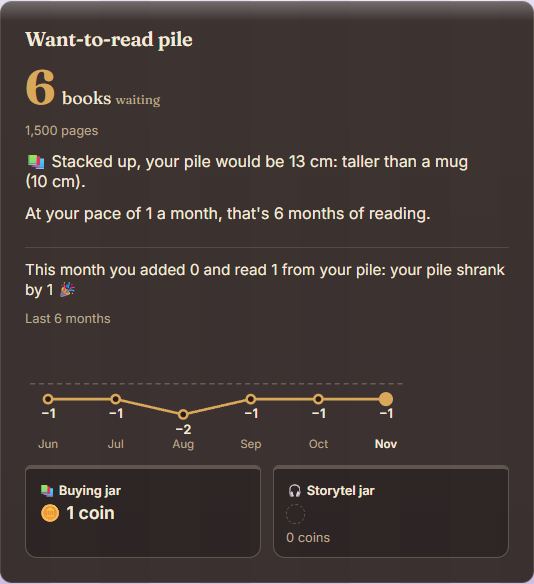 Want-to-read pile
6 books waiting
1,500 pages
📚 Stacked up, your pile would be 13 cm: taller than a mug
(10 cm).
At your pace of 1 a month, that's 6 months of reading.
This month you added 0 and read 1 from your pile: your pile shrank
by 1 🎉
Last 6 months
−1 −1 −2 −1 −1 −1
Jun Jul Aug Sep Oct Nov
📚 Buying jar
1 coin
🎧 Storytel jar
0 coins